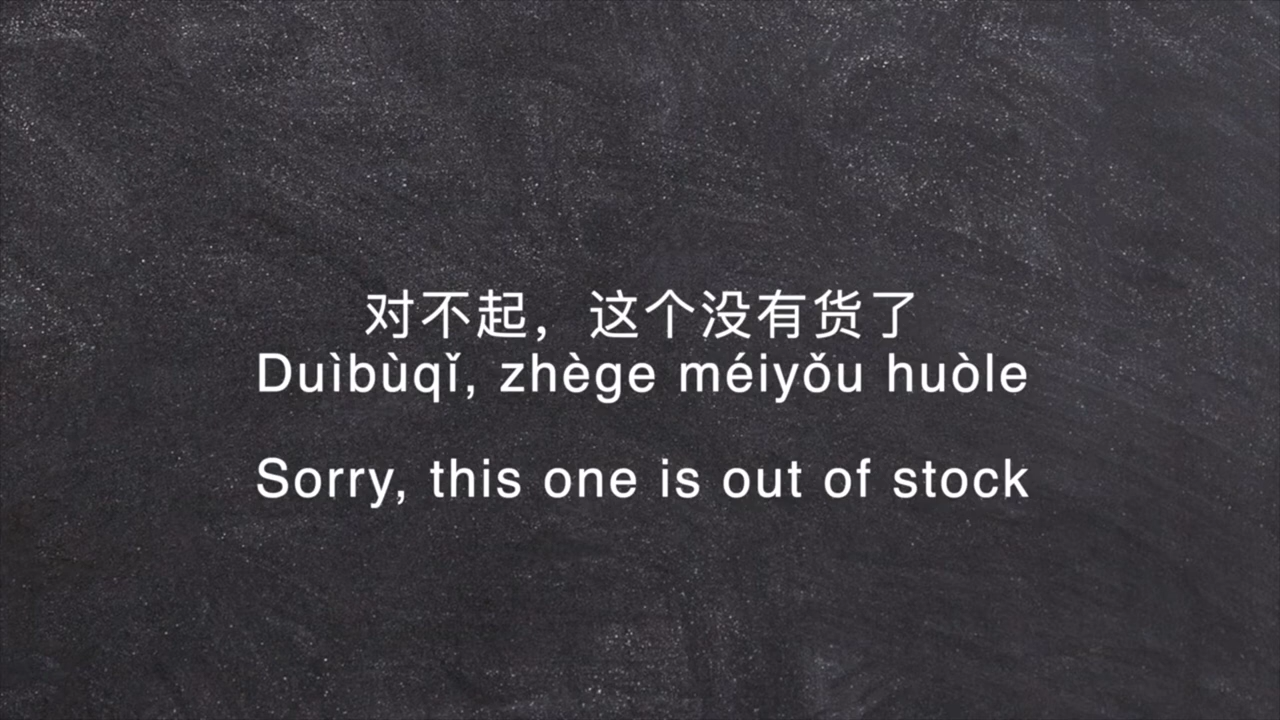 对不起，这个没有货了
Duìbùqǐ, zhège méiyǒu huòle
Sorry, this one is out of stock